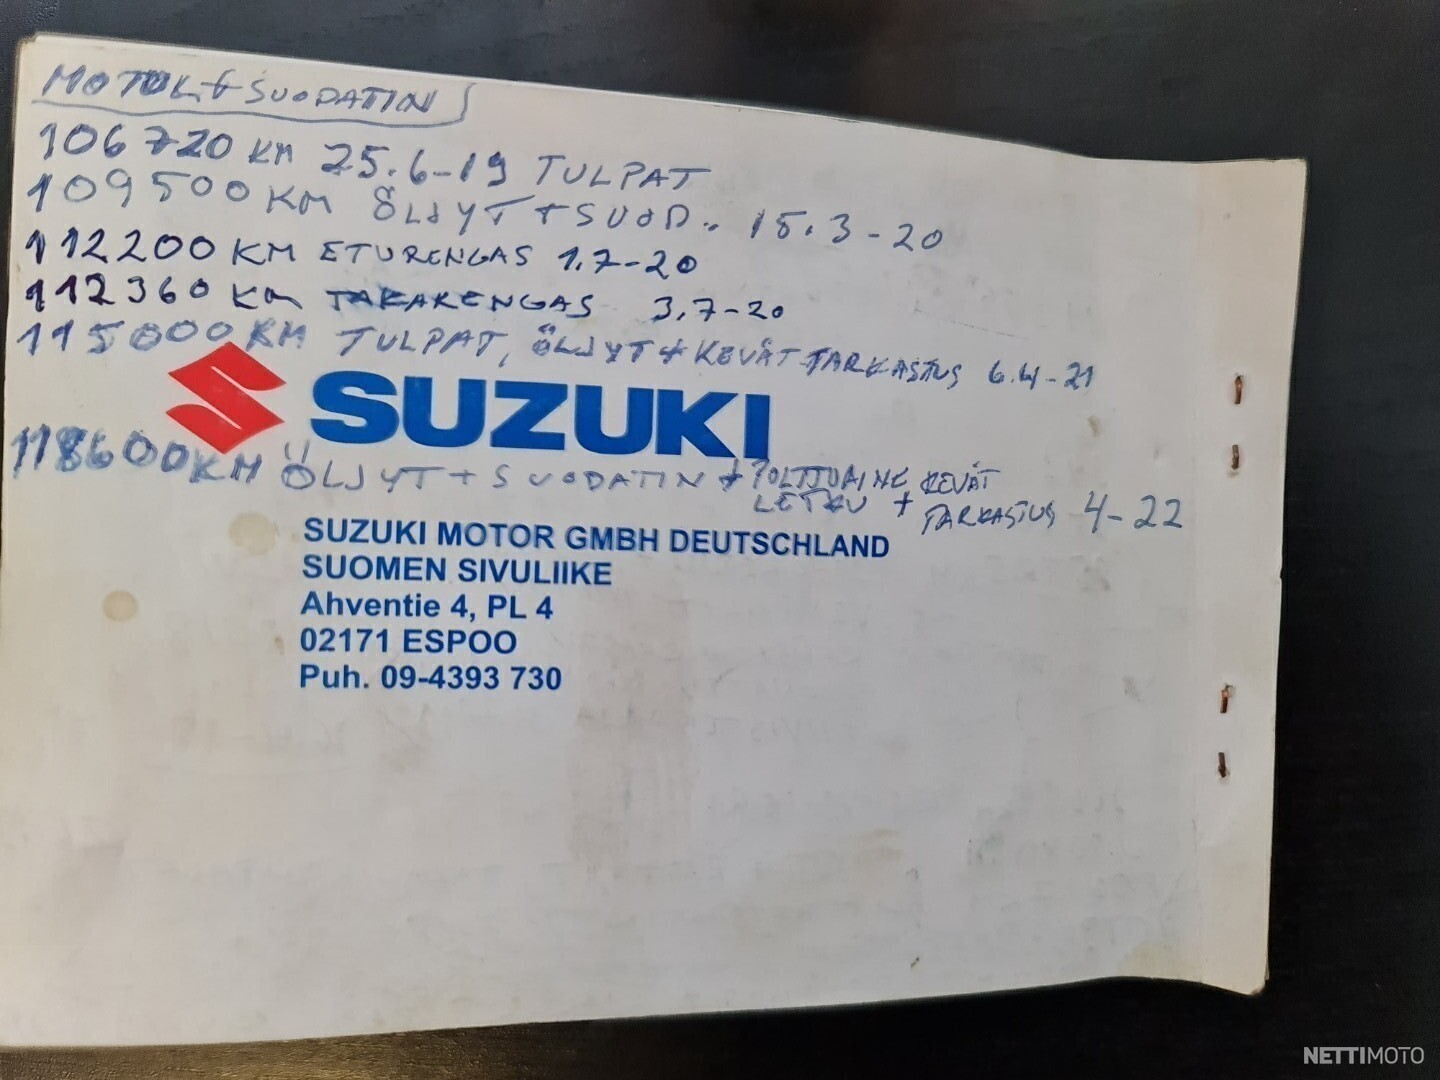 + SUODATIN
106720 KM 25.6-19 TULPAT
109500 KM ÖLJYT + SUOD.. 15.3-20
112200 KM ETURENGAS 1.7-20
112360 KM TAKARENGAS 3.7-20
115000 KM TULPAT, ÖLJYT + KEVÄT TARKASTUS 6.4-21
SUZUKI
118600 KM ÖLJYT + SUODATIN + POLTTOAINE KEVÄT
LETKU + TARKASTUS 4-22
SUZUKI MOTOR GMBH DEUTSCHLAND
SUOMEN SIVULIIKE
Ahventie 4, PL 4
02171 ESPOO
Puh. 09-4393 730
NETTIMOTO